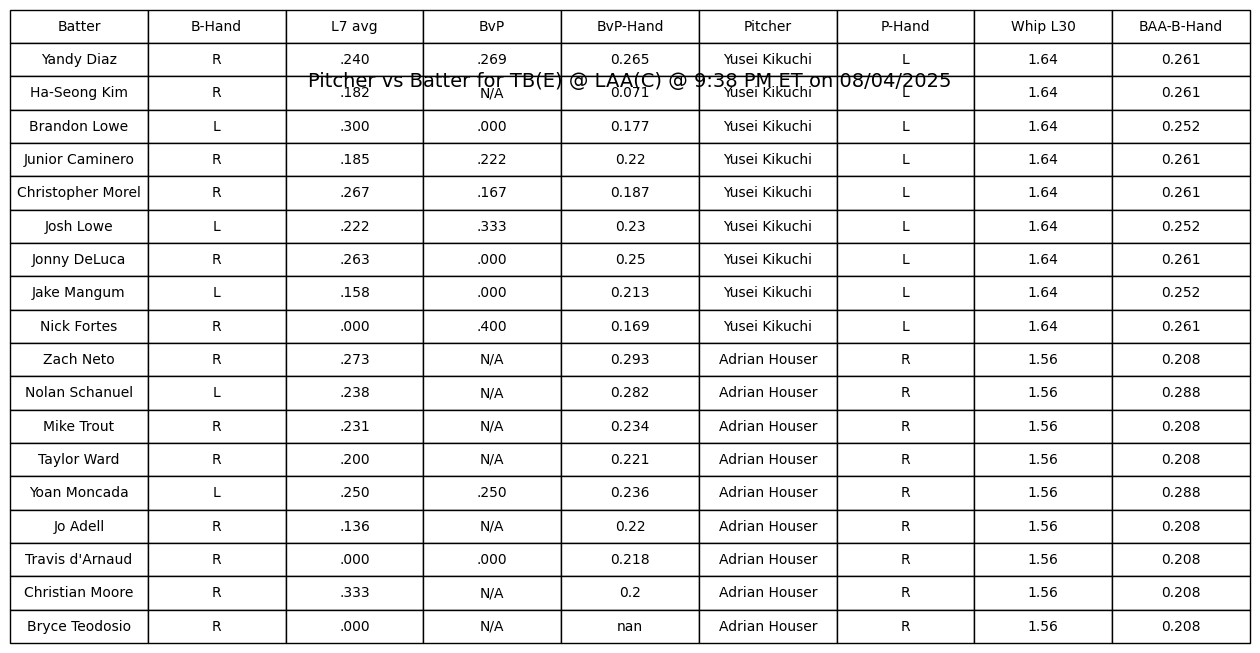 Batter B-Hand L7 avg BvP BvP-Hand Pitcher P-Hand Whip L30 BAA-B-Hand
Yandy Diaz R .240 .269 0.265 Yusei Kikuchi L 1.64 0.261
Pitcher vs Batter for TB(E) @ LAA(C) @ 9:38 PM ET on 08/04/2025
Ha-Seong Kim R .182 N/A 0.071 Yusei Kikuchi L 1.64 0.261
Brandon Lowe L .300 .000 0.177 Yusei Kikuchi L 1.64 0.252
Junior Caminero R .185 .222 0.22 Yusei Kikuchi L 1.64 0.261
Christopher Morel R .267 .167 0.187 Yusei Kikuchi L 1.64 0.261
Josh Lowe L .222 .333 0.23 Yusei Kikuchi L 1.64 0.252
Jonny DeLuca R .263 .000 0.25 Yusei Kikuchi L 1.64 0.261
Jake Mangum L .158 .000 0.213 Yusei Kikuchi L 1.64 0.252
Nick Fortes R .000 .400 0.169 Yusei Kikuchi L 1.64 0.261
Zach Neto R .273 N/A 0.293 Adrian Houser R 1.56 0.208
Nolan Schanuel L .238 N/A 0.282 Adrian Houser R 1.56 0.288
Mike Trout R .231 N/A 0.234 Adrian Houser R 1.56 0.208
Taylor Ward R .200 N/A 0.221 Adrian Houser R 1.56 0.208
Yoan Moncada L .250 .250 0.236 Adrian Houser R 1.56 0.288
Jo Adell R .136 N/A 0.22 Adrian Houser R 1.56 0.208
Travis d'Arnaud R .000 .000 0.218 Adrian Houser R 1.56 0.208
Christian Moore R .333 N/A 0.2 Adrian Houser R 1.56 0.208
Bryce Teodosio R .000 N/A nan Adrian Houser R 1.56 0.208